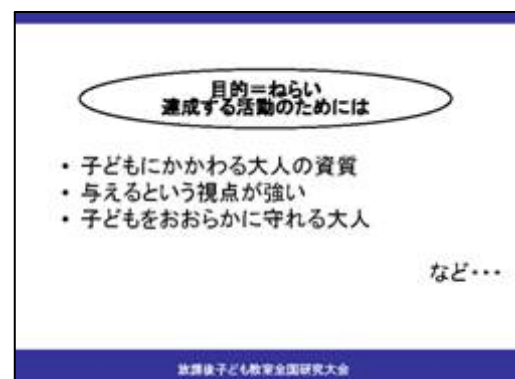 目的＝ねらい
達成する活動のためには
・ 子どもにかかわる大人の資質
・ 与えるという視点が強い
・ 子どもをおおらかに守れる大人
など・・・
放課後子ども教室全国研究大会